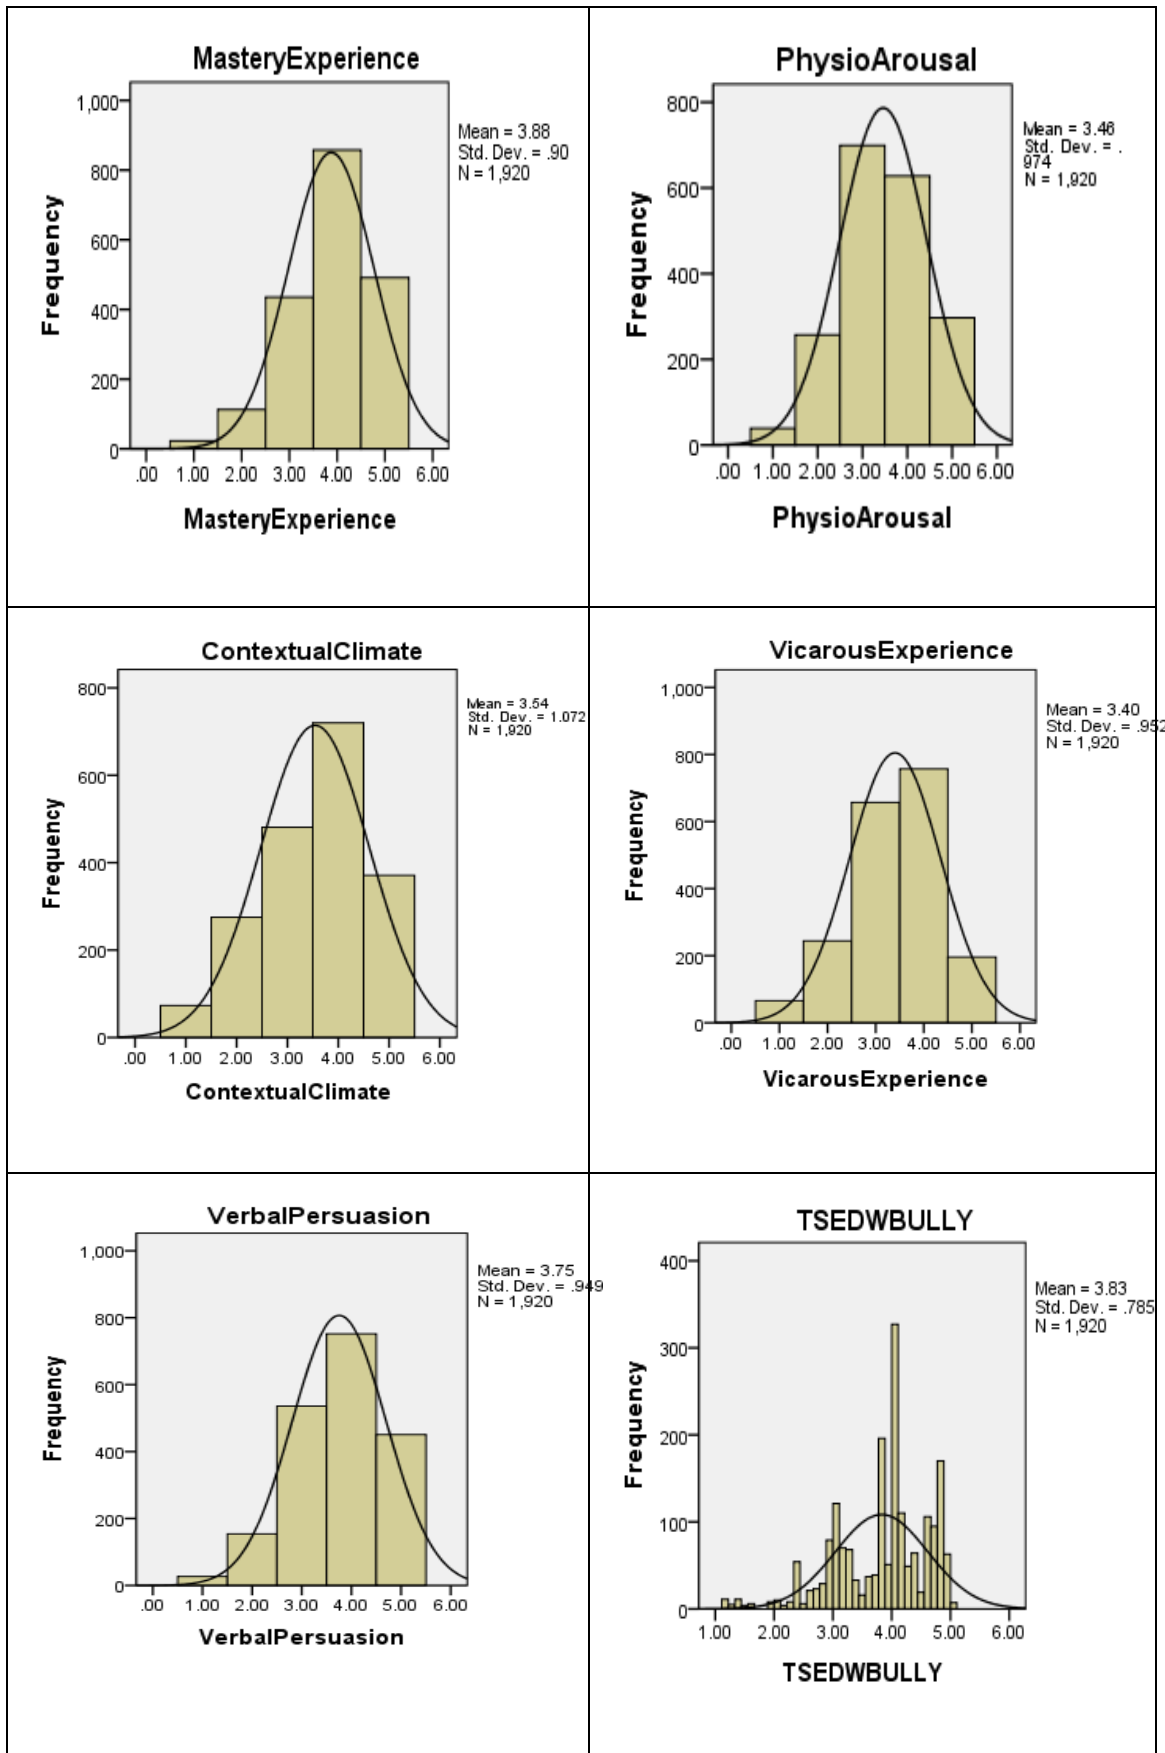 MasteryExperience
1,000
800
600
400
200
0
Frequency
.00 1.00 2.00 3.00 4.00 5.00 6.00
MasteryExperience
Mean = 3.88
Std. Dev. = .90
N = 1,920
PhysioArousal
800
600
400
200
0
Frequency
.00 1.00 2.00 3.00 4.00 5.00 6.00
PhysioArousal
Mean = 3.46
Std. Dev. = .
974
N = 1,920
ContextualClimate
800
600
400
200
0
Frequency
.00 1.00 2.00 3.00 4.00 5.00 6.00
ContextualClimate
Mean = 3.54
Std. Dev. = 1.072
N = 1,920
VicarousExperience
1,000
800
600
400
200
0
Frequency
.00 1.00 2.00 3.00 4.00 5.00 6.00
VicarousExperience
Mean = 3.40
Std. Dev. = .952
N = 1,920
VerbalPersuasion
1,000
800
600
400
200
0
Frequency
.00 1.00 2.00 3.00 4.00 5.00 6.00
VerbalPersuasion
Mean = 3.75
Std. Dev. = .949
N = 1,920
TSEDWBULLY
400
300
200
100
0
Frequency
1.00 2.00 3.00 4.00 5.00 6.00
TSEDWBULLY
Mean = 3.83
Std. Dev. = .785
N = 1,920